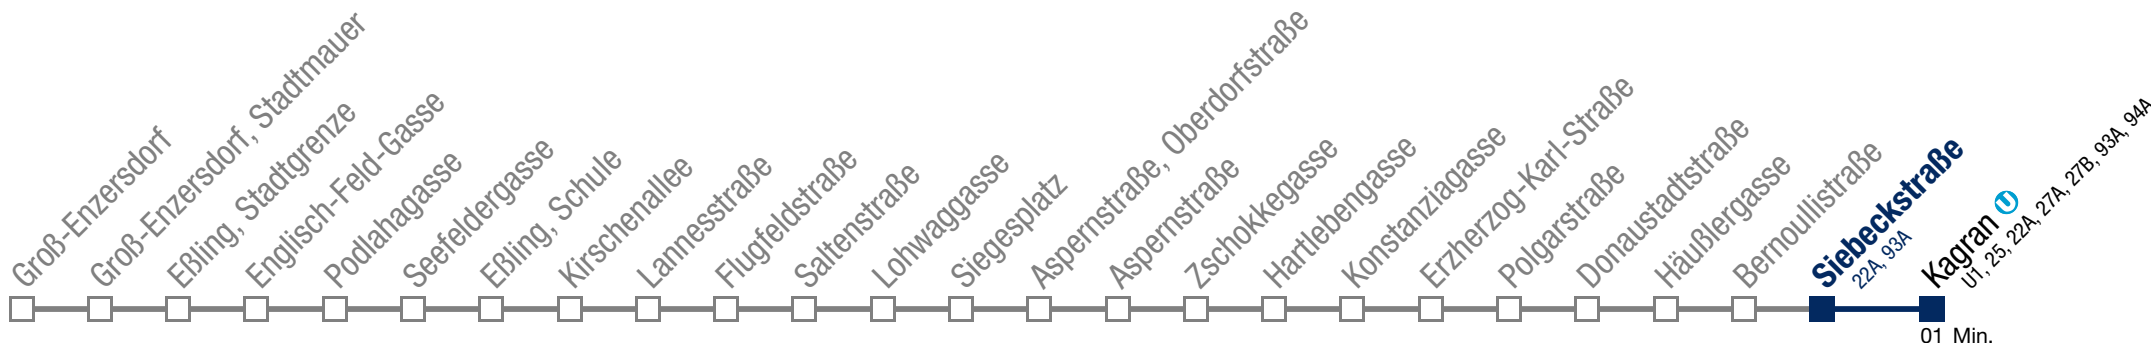 Groß-Enzersdorf
Groß-Enzersdorf, Stadtmauer
Eßling, Stadtgrenze
Englisch-Feld-Gasse
Podlahagasse
Seefeldergasse
Eßling, Schule
Kirschenallee
Lannesstraße
Flugfeldstraße
Saltenstraße
Lohwaggasse
Siegesplatz
Aspernstraße, Oberdorfstraße
Aspernstraße
Zschokkegasse
Hartlebengasse
Konstanziagasse
Erzherzog-Karl-Straße
Polgarstraße
Donaustadtstraße
Häußlergasse
Bernoullistraße
Siebeckstraße
22A, 93A
Kagran U
U1, 25, 22A, 27A, 27B, 93A, 94A
01 Min.